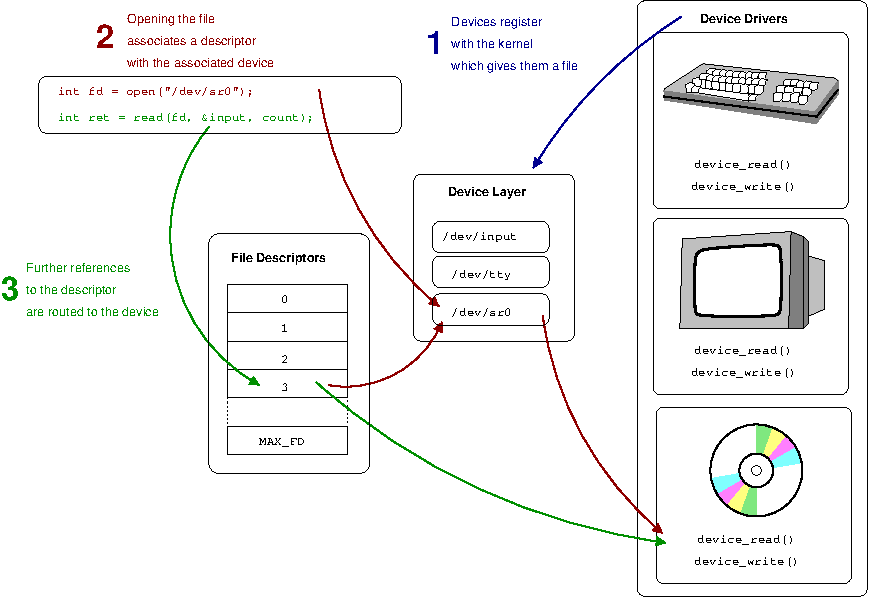 1
Devices register
with the kernel
which gives them a file
2
Opening the file
associates a descriptor
with the associated device
int fd = open("/dev/sr0");
int ret = read(fd, &input, count);
3
Further references
to the descriptor
are routed to the device
File Descriptors
0
1
2
3
MAX_FD
Device Layer
/dev/input
/dev/tty
/dev/sr0
Device Drivers
device_read()
device_write()
device_read()
device_write()
device_read()
device_write()